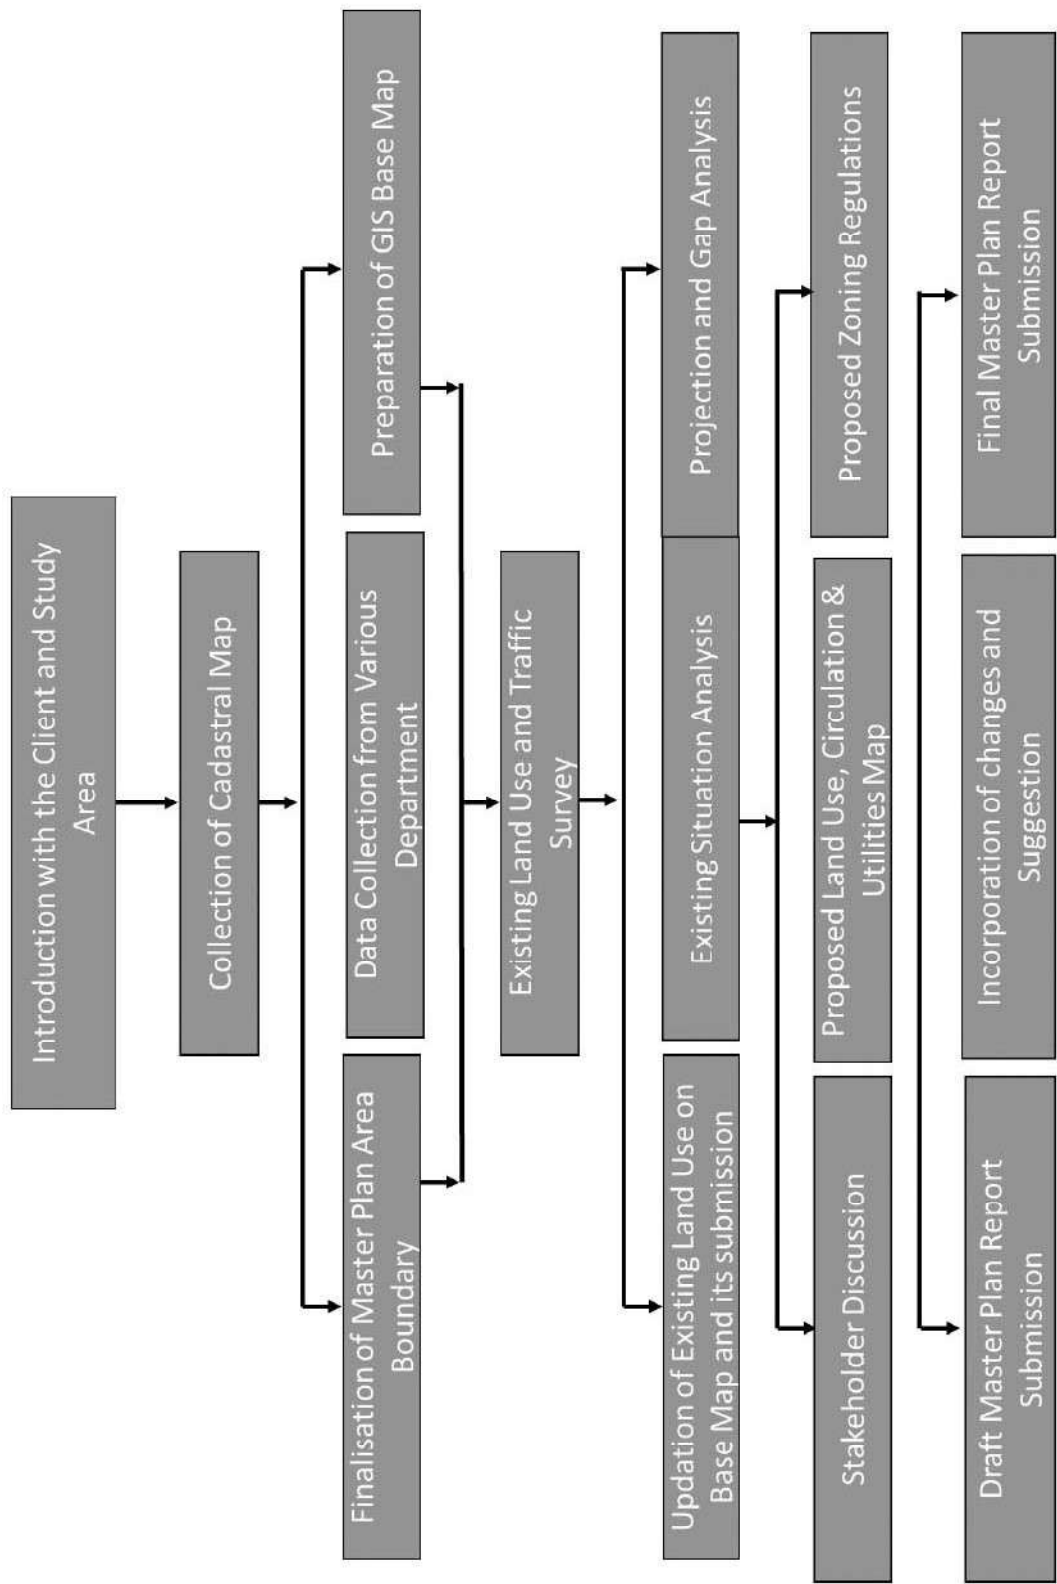 Introduction with the Client and Study
Area
Collection of Cadastral Map
Finalisation of Master Plan Area
Boundary
Data Collection from Various
Department
Preparation of GIS Base Map
Existing Land Use and Traffic
Survey
Updation of Existing Land Use on
Base Map and its submission
Existing Situation Analysis
Projection and Gap Analysis
Stakeholder Discussion
Proposed Land Use, Circulation &
Utilities Map
Proposed Zoning Regulations
Draft Master Plan Report
Submission
Incorporation of changes and
Suggestion
Final Master Plan Report
Submission